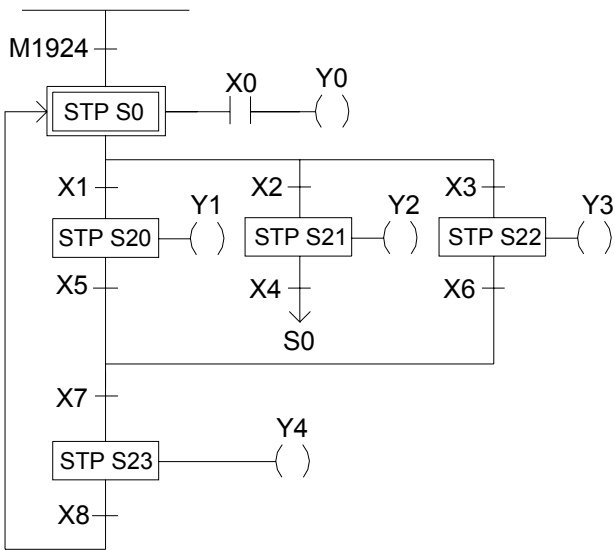 M1924
X0 Y0
STP S0
X1 X2 X3
Y1 Y2 Y3
STP S20 STP S21 STP S22
X5 X4 X6
S0
X7
Y4
STP S23
X8